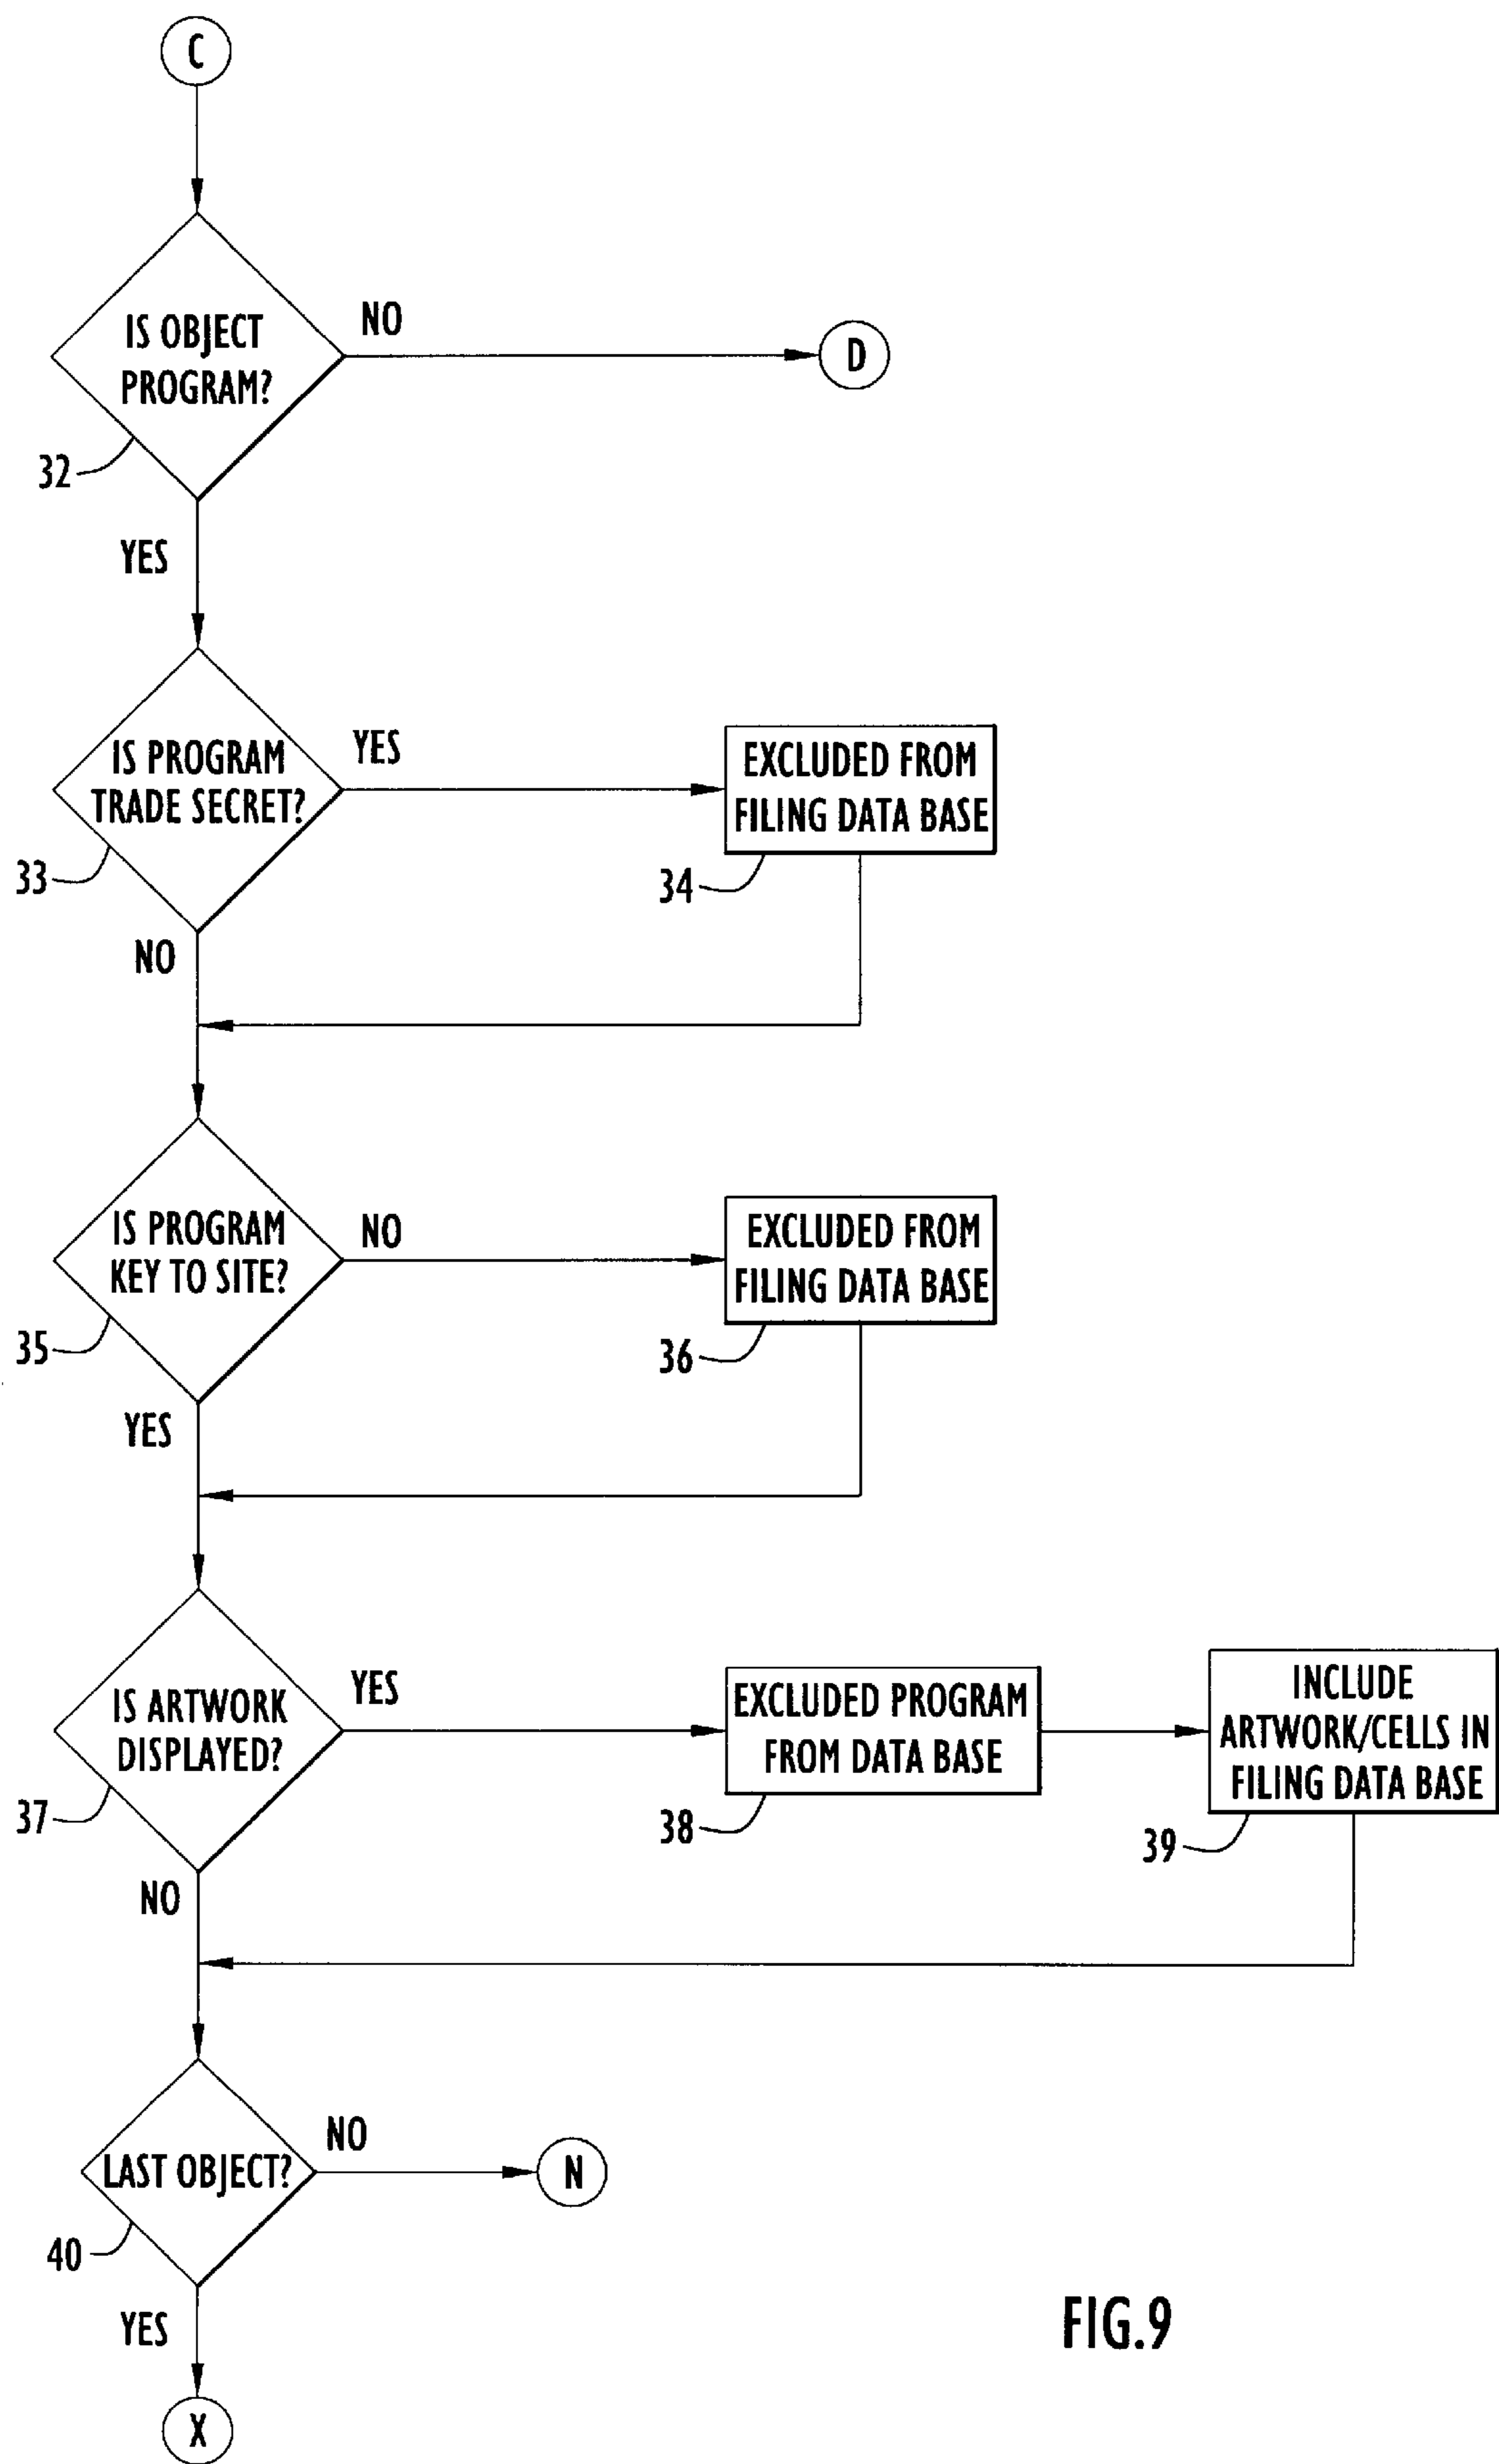 C
IS OBJECT
PROGRAM?
NO
D
32
YES
IS PROGRAM
TRADE SECRET?
YES
EXCLUDED FROM
FILING DATA BASE
33
34
NO
IS PROGRAM
KEY TO SITE?
NO
EXCLUDED FROM
FILING DATA BASE
35
36
YES
IS ARTWORK
DISPLAYED?
YES
EXCLUDED PROGRAM
FROM DATA BASE
INCLUDE
ARTWORK/CELLS IN
FILING DATA BASE
37
38
39
NO
LAST OBJECT?
NO
N
40
YES
X
FIG.9